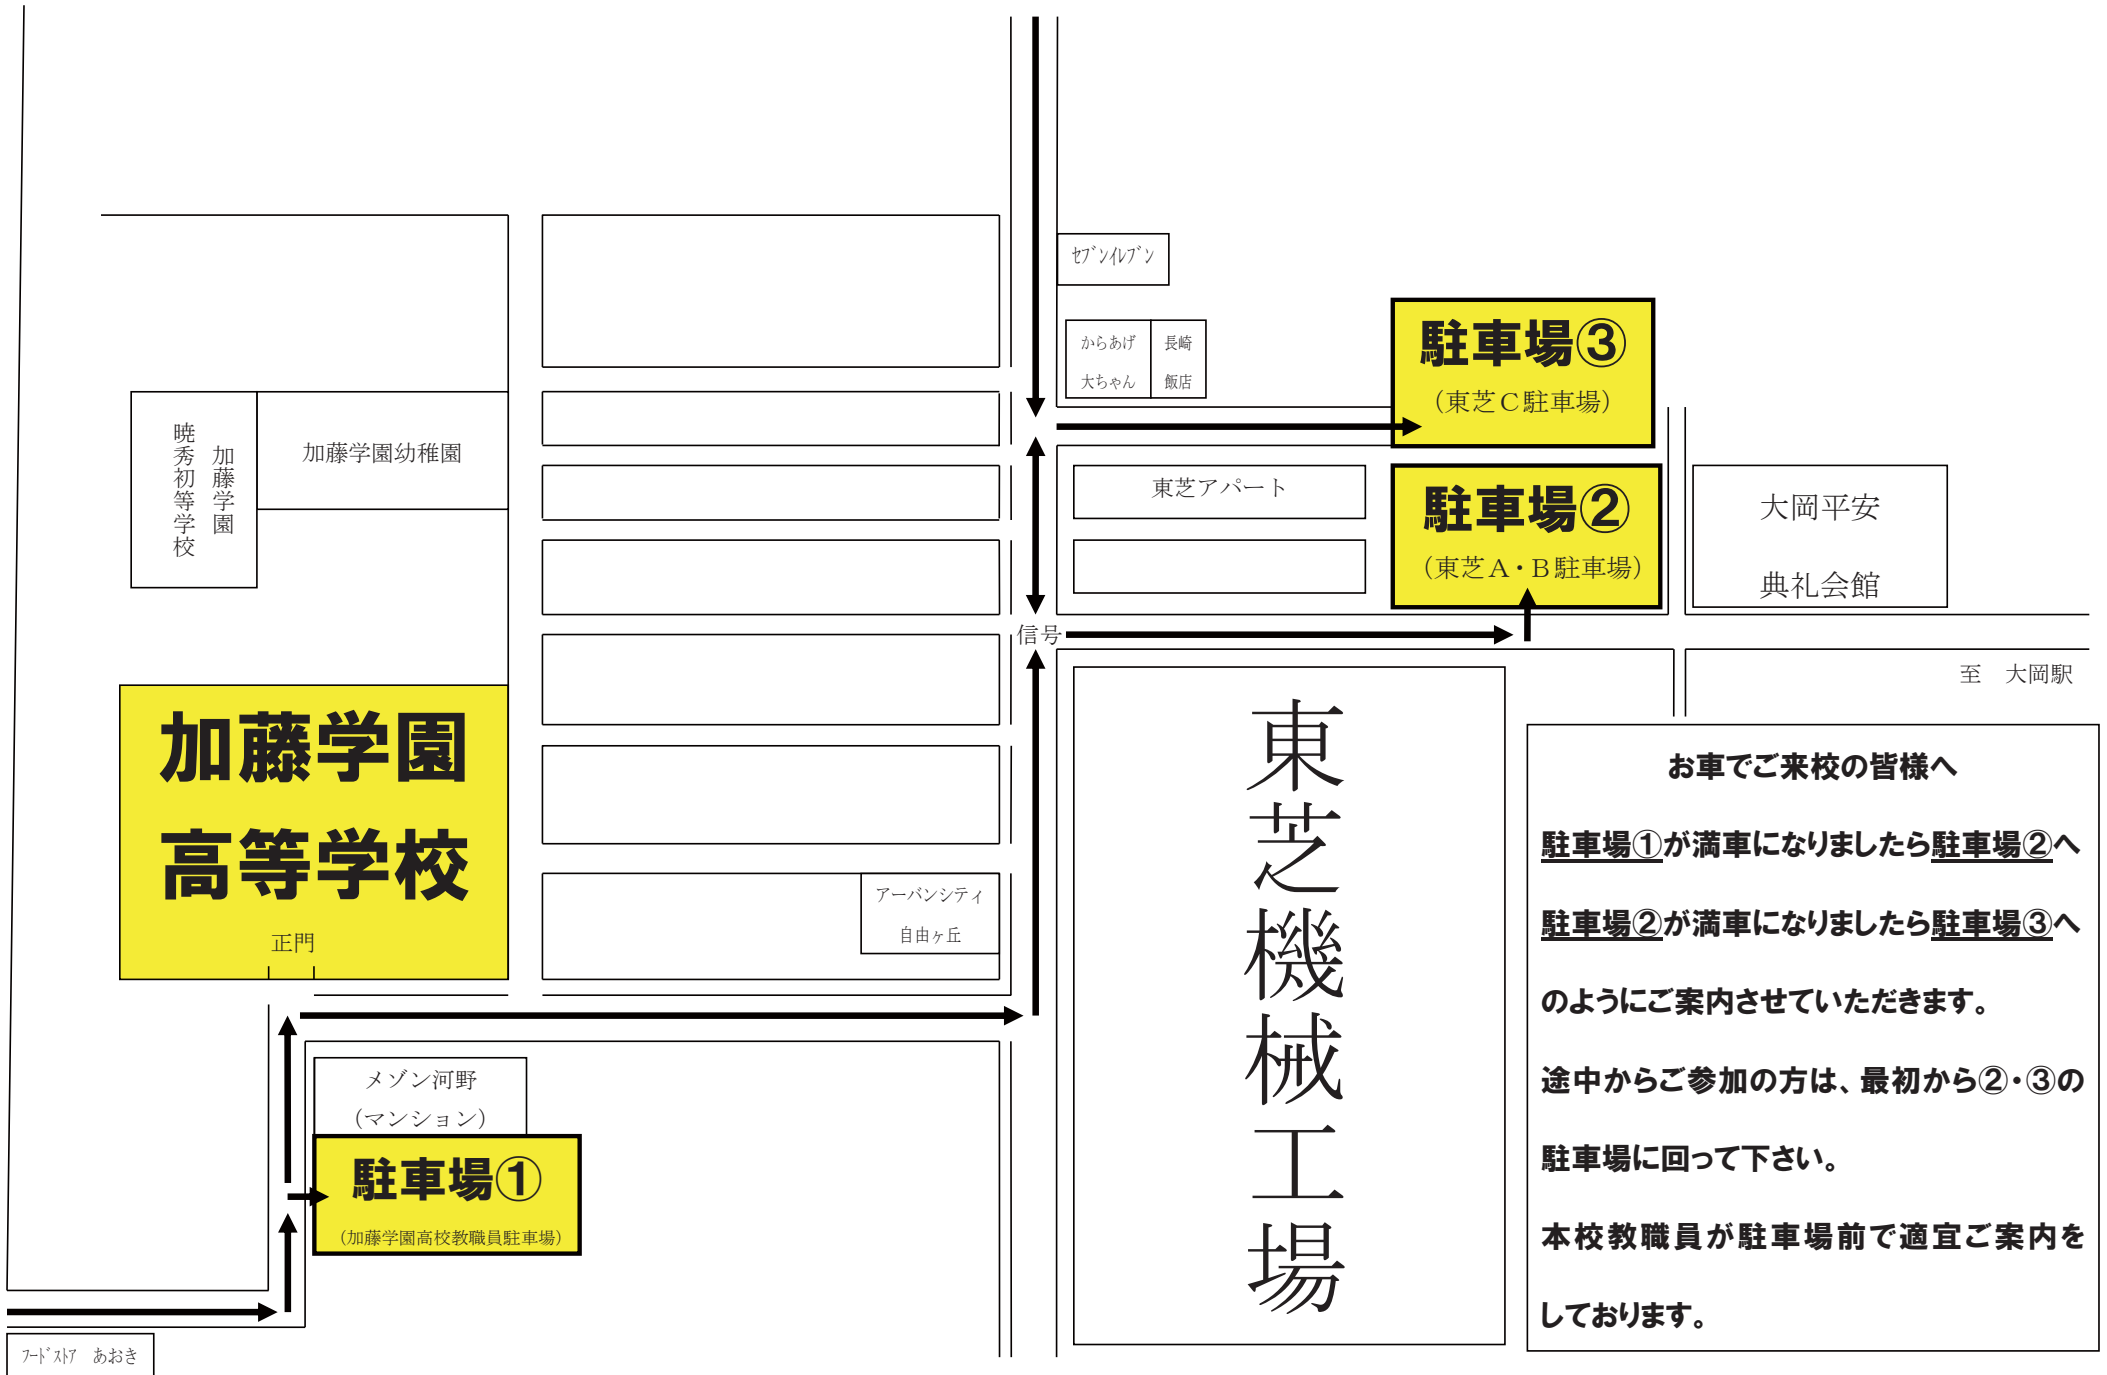 セブンイレブン
からあげ
大ちゃん
長崎
飯店
駐車場③
（東芝Ｃ駐車場）
加藤学園
暁秀初等学校
加藤学園幼稚園
東芝アパート
駐車場②
（東芝Ａ・Ｂ駐車場）
大岡平安
典礼会館
信号
至　大岡駅
加藤学園
高等学校
正門
アーバンシティ
自由ヶ丘
東芝機械工場
メゾン河野
（マンション）
駐車場①
（加藤学園高校教職員駐車場）
フードストア　あおき
お車でご来校の皆様へ
駐車場①が満車になりましたら駐車場②へ
駐車場②が満車になりましたら駐車場③へ
のようにご案内させていただきます。
途中からご参加の方は、最初から②・③の
駐車場に回って下さい。
本校教職員が駐車場前で適宜ご案内を
しております。